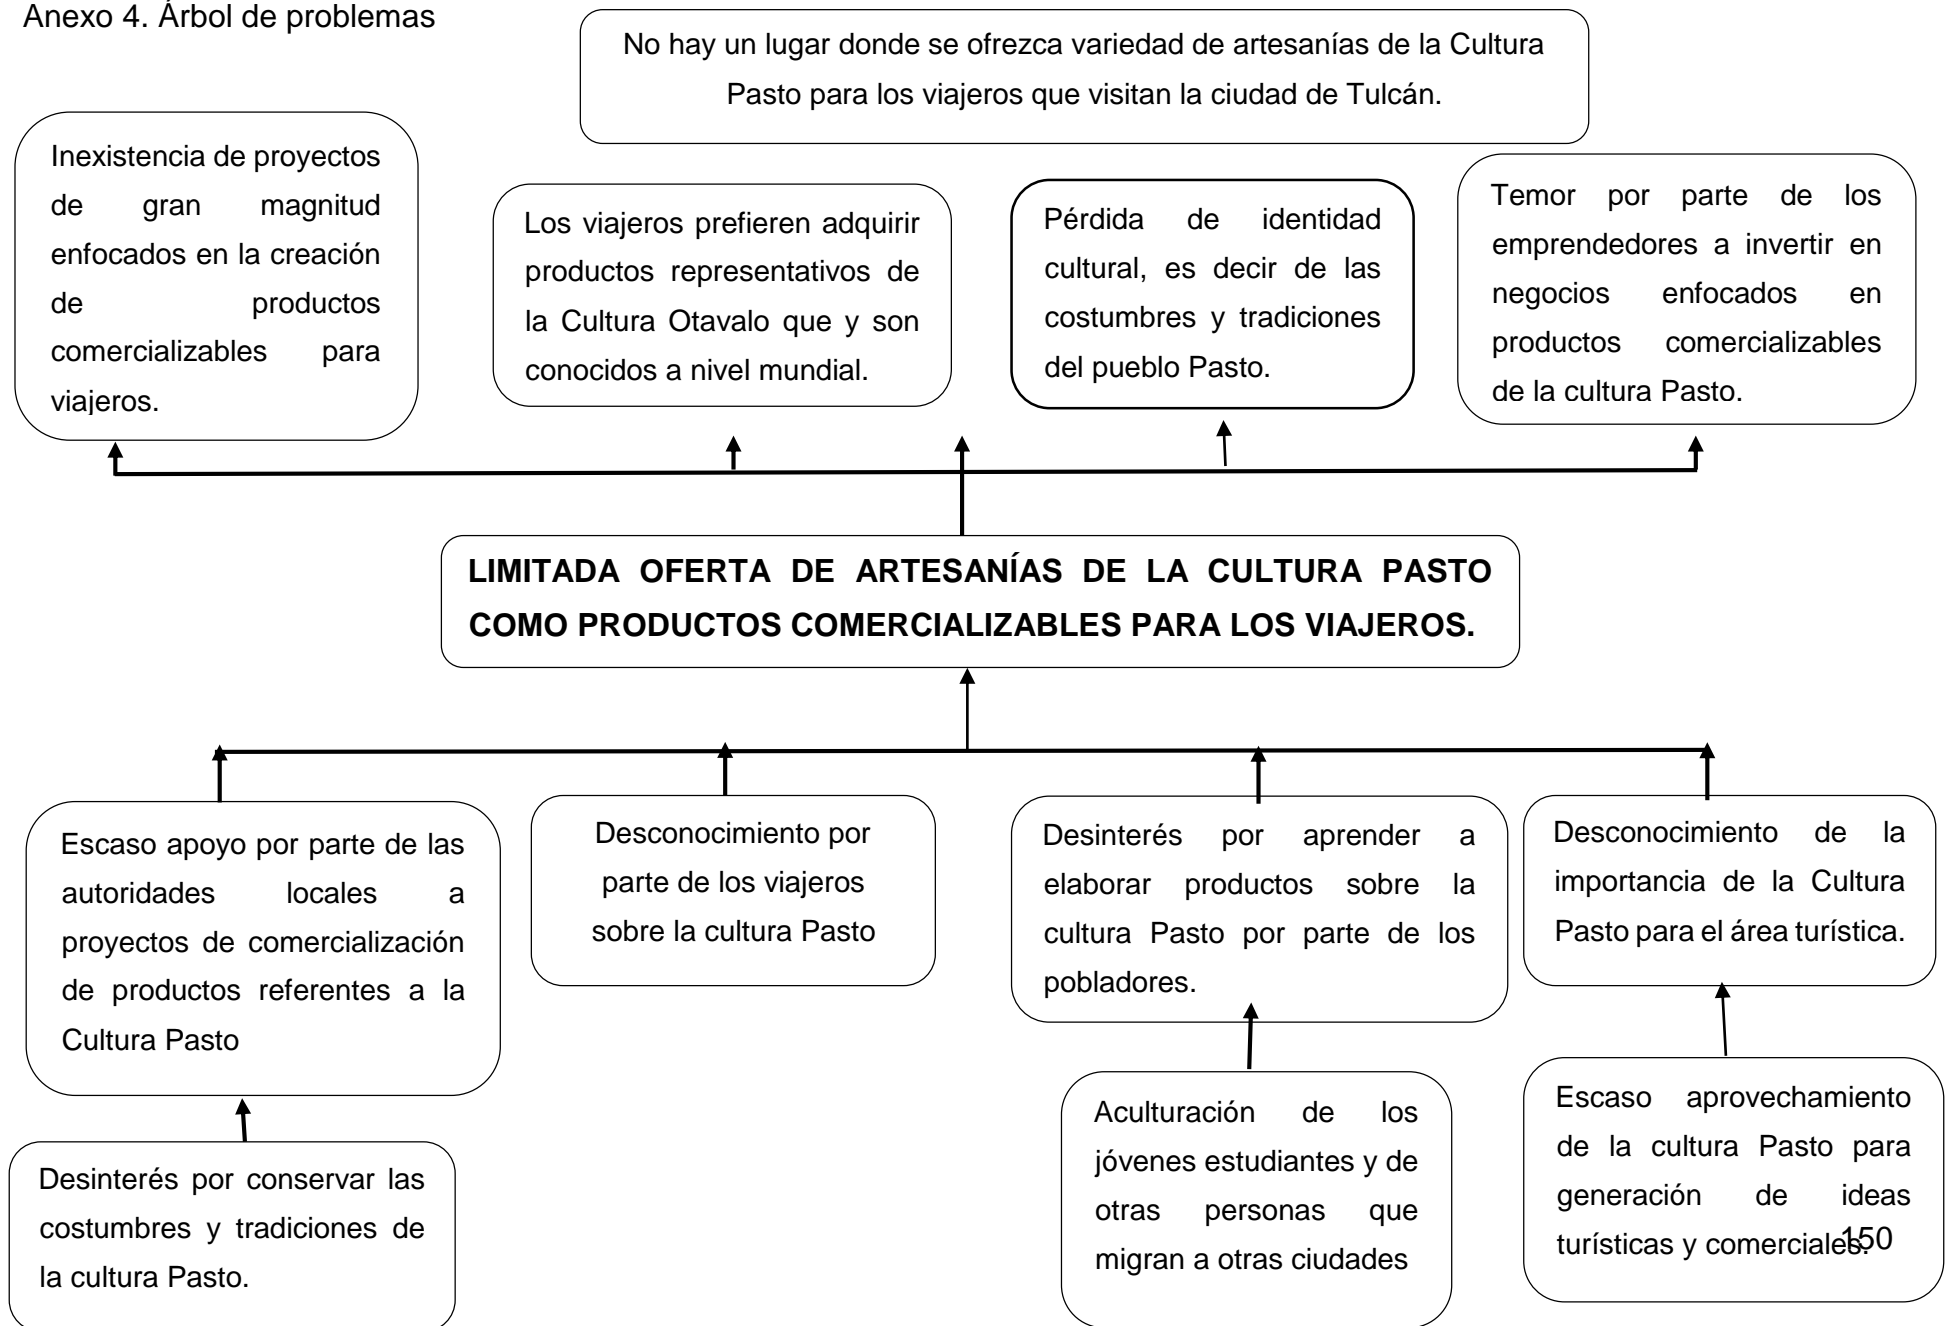 Anexo 4. Árbol de problemas
No hay un lugar donde se ofrezca variedad de artesanías de la Cultura
Pasto para los viajeros que visitan la ciudad de Tulcán.
Inexistencia de proyectos
de gran magnitud
enfocados en la creación
de productos
comercializables para
viajeros.
Los viajeros prefieren adquirir
productos representativos de
la Cultura Otavalo que y son
conocidos a nivel mundial.
Pérdida de identidad
cultural, es decir de las
costumbres y tradiciones
del pueblo Pasto.
Temor por parte de los
emprendedores a invertir en
negocios enfocados en
productos comercializables
de la cultura Pasto.
LIMITADA OFERTA DE ARTESANÍAS DE LA CULTURA PASTO
COMO PRODUCTOS COMERCIALIZABLES PARA LOS VIAJEROS.
Escaso apoyo por parte de las
autoridades locales a
proyectos de comercialización
de productos referentes a la
Cultura Pasto
Desconocimiento por
parte de los viajeros
sobre la cultura Pasto
Desinterés por aprender a
elaborar productos sobre la
cultura Pasto por parte de los
pobladores.
Desconocimiento de la
importancia de la Cultura
Pasto para el área turística.
Desinterés por conservar las
costumbres y tradiciones de
la cultura Pasto.
Aculturación de los
jóvenes estudiantes y de
otras personas que
migran a otras ciudades
Escaso aprovechamiento
de la cultura Pasto para
generación de ideas
turísticas y comerciales.
150